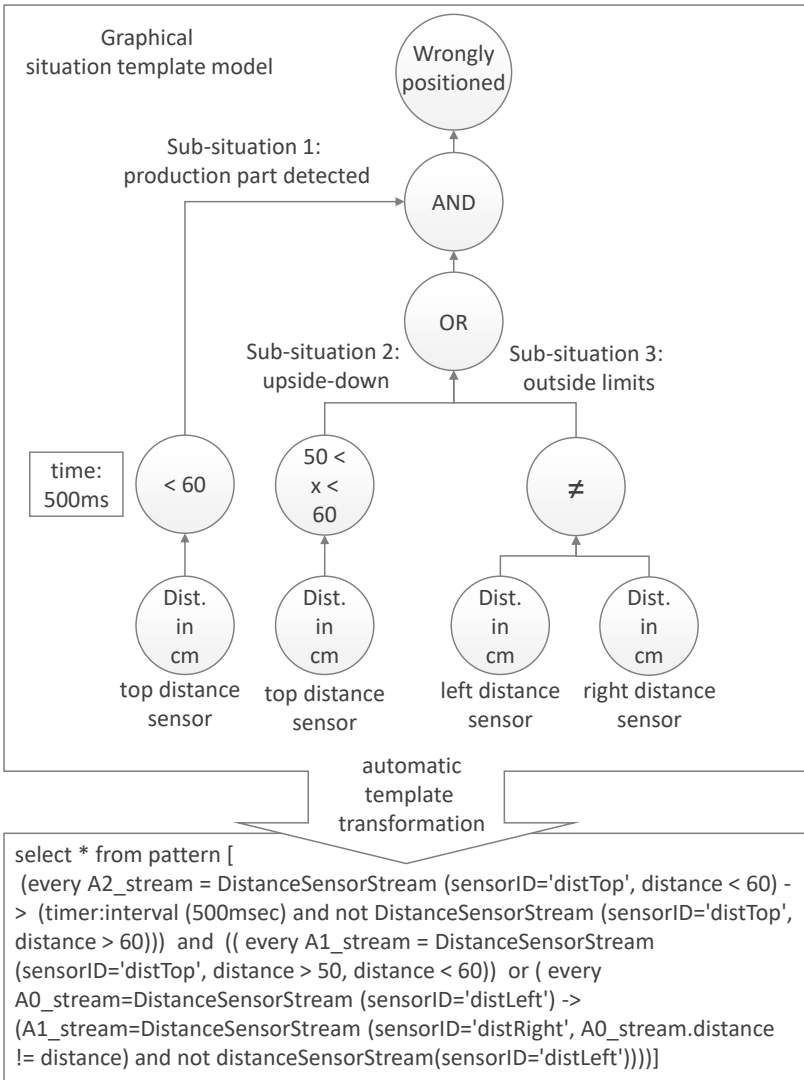 Graphical
situation template model
Wrongly
positioned
Sub-situation 1:
production part detected
AND
OR
Sub-situation 2:
upside-down
Sub-situation 3:
outside limits
time:
500ms
< 60
50 <
x <
60
≠
Dist.
in
cm
top distance
sensor
Dist.
in
cm
top distance
sensor
Dist.
in
cm
left distance
sensor
Dist.
in
cm
right distance
sensor
automatic
template
transformation
select * from pattern [
(every A2_stream = DistanceSensorStream (sensorID='distTop', distance < 60) -
> (timer:interval (500msec) and not DistanceSensorStream (sensorID='distTop',
distance > 60))) and (( every A1_stream = DistanceSensorStream
(sensorID='distTop', distance > 50, distance < 60)) or ( every
A0_stream=DistanceSensorStream (sensorID='distLeft') ->
(A1_stream=DistanceSensorStream (sensorID='distRight', A0_stream.distance
!= distance) and not distanceSensorStream(sensorID='distLeft'))))]